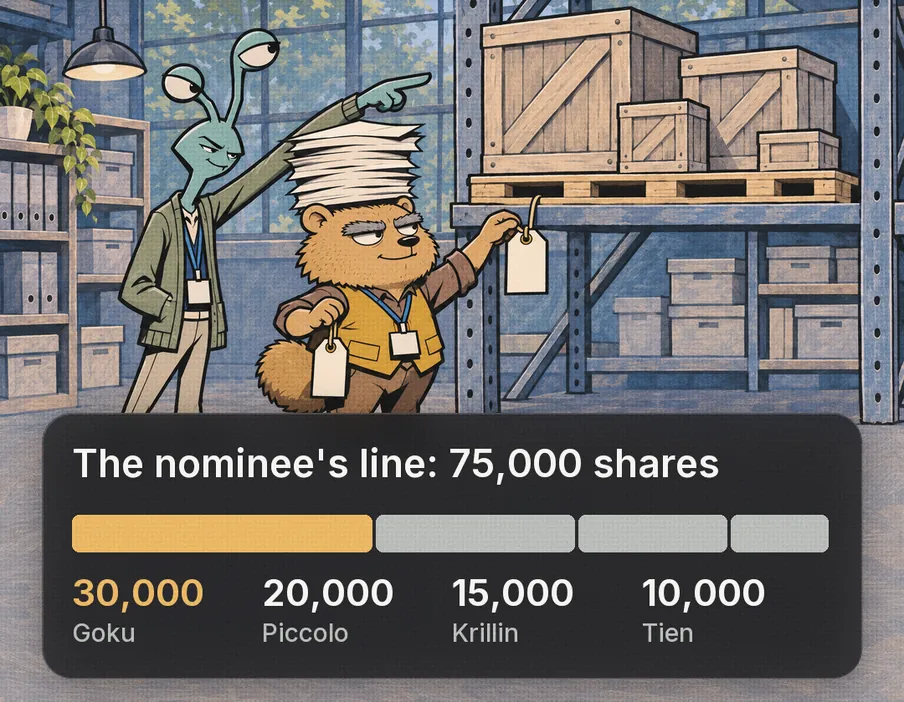 The nominee's line: 75,000 shares
30,000 20,000 15,000 10,000
Goku Piccolo Krillin Tien